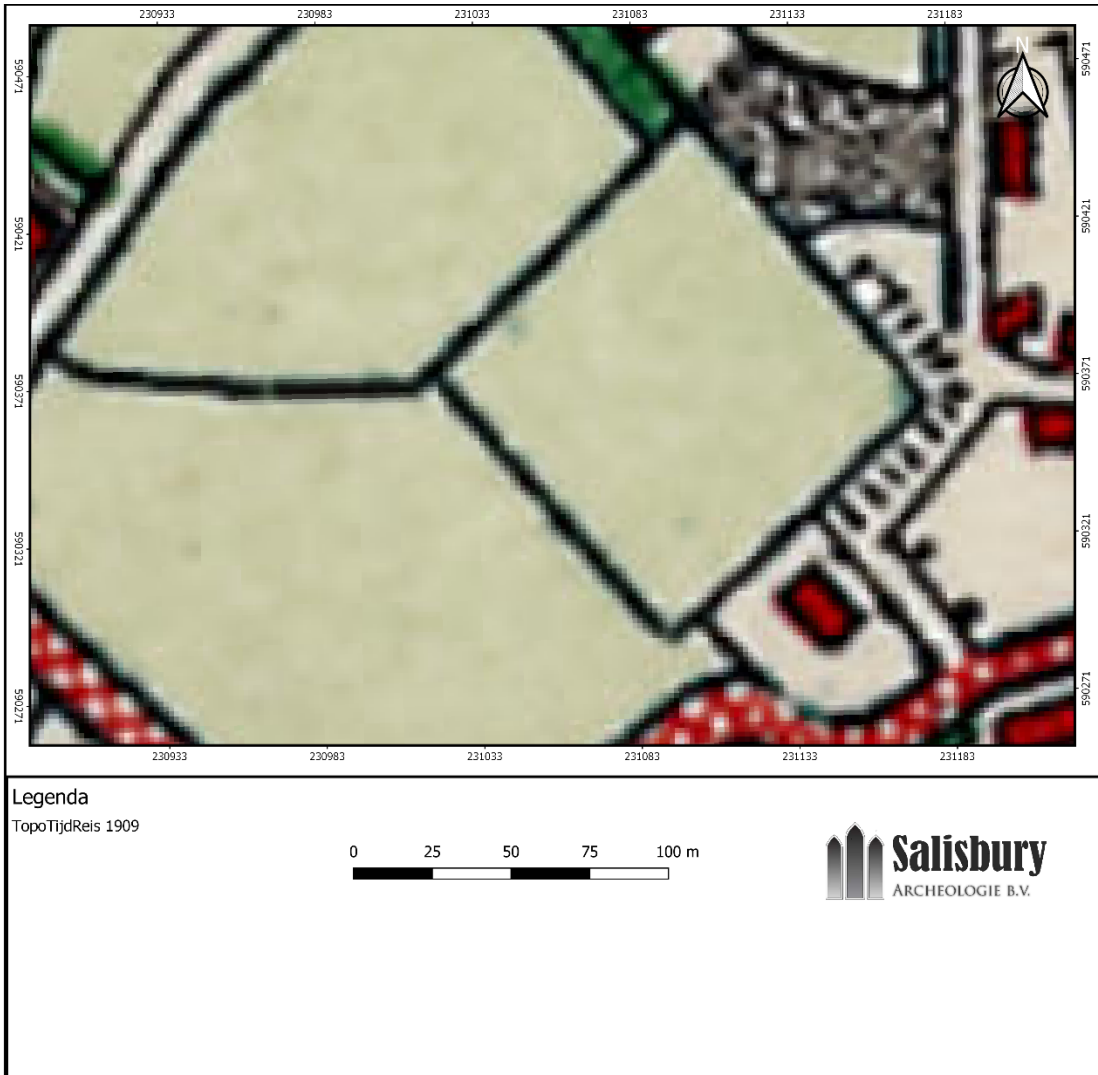 230933 230983 231033 231083 231133 231183
N
590471 590471
590421 590421
590371 590371
590321 590321
590271 590271
230933 230983 231033 231083 231133 231183
Legenda
TopoTijdReis 1909
0 25 50 75 100 m
Salisbury
ARCHEOLOGIE B.V.